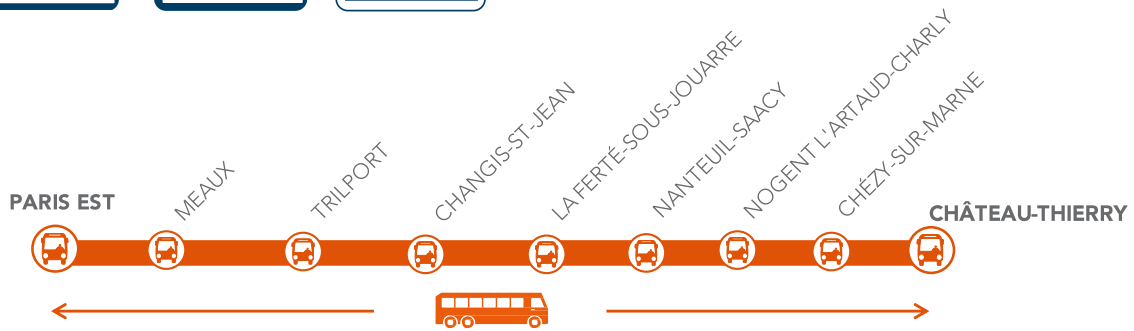 PARIS EST
MEAUX
TRILPORT
CHANGIS-ST-JEAN
LA FERTÉ-SOUS-JOUARRE
NANTEUIL-SAACY
NOGENT L'ARTAUD-CHARLY
CHÉZY-SUR-MARNE
CHÂTEAU-THIERRY